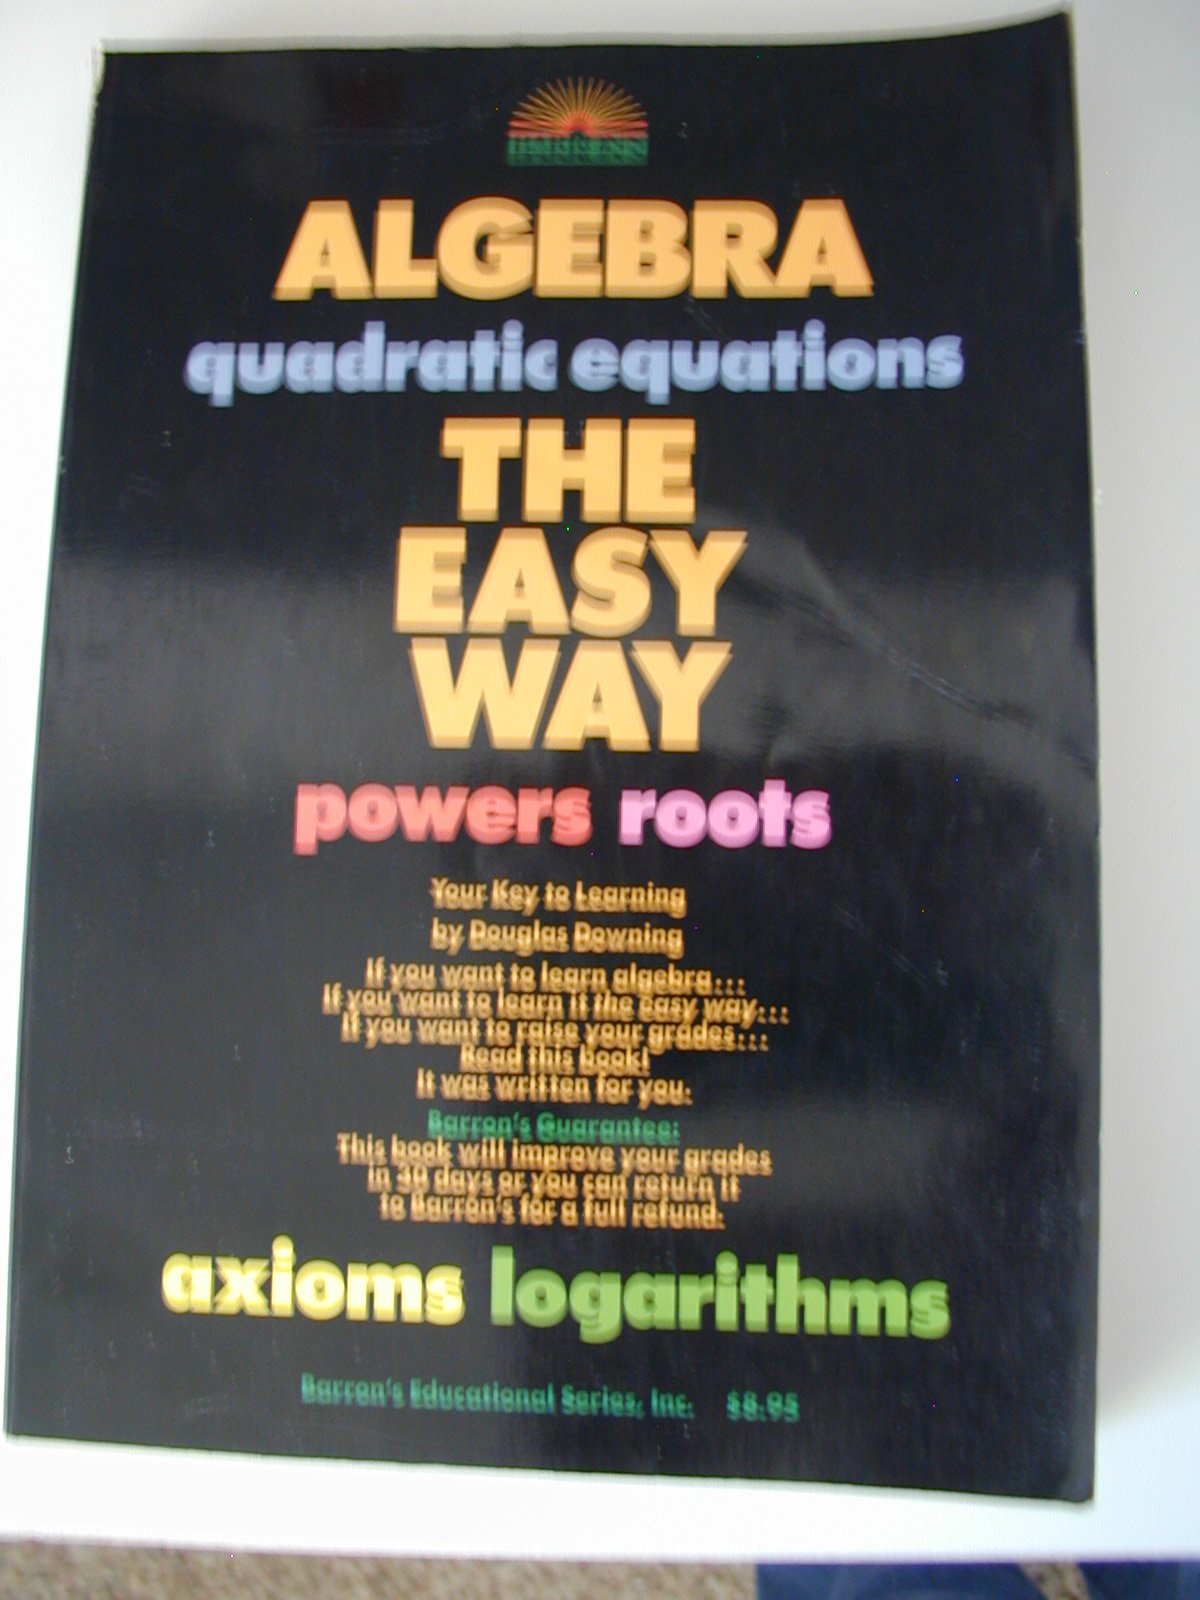 ALGEBRA
quadratic equations
THE
EASY
WAY
powers roots
Your Key to Learning
by Douglas Downing
If you want to learn algebra...
If you want to learn it the easy way...
If you want to raise your grades...
Read this book!
It was written for you.
Barron's Guarantee:
This book will improve your grades
in 30 days or you can return it
to Barron's for a full refund.
axioms logarithms
Barron's Educational Series, Inc. $8.95